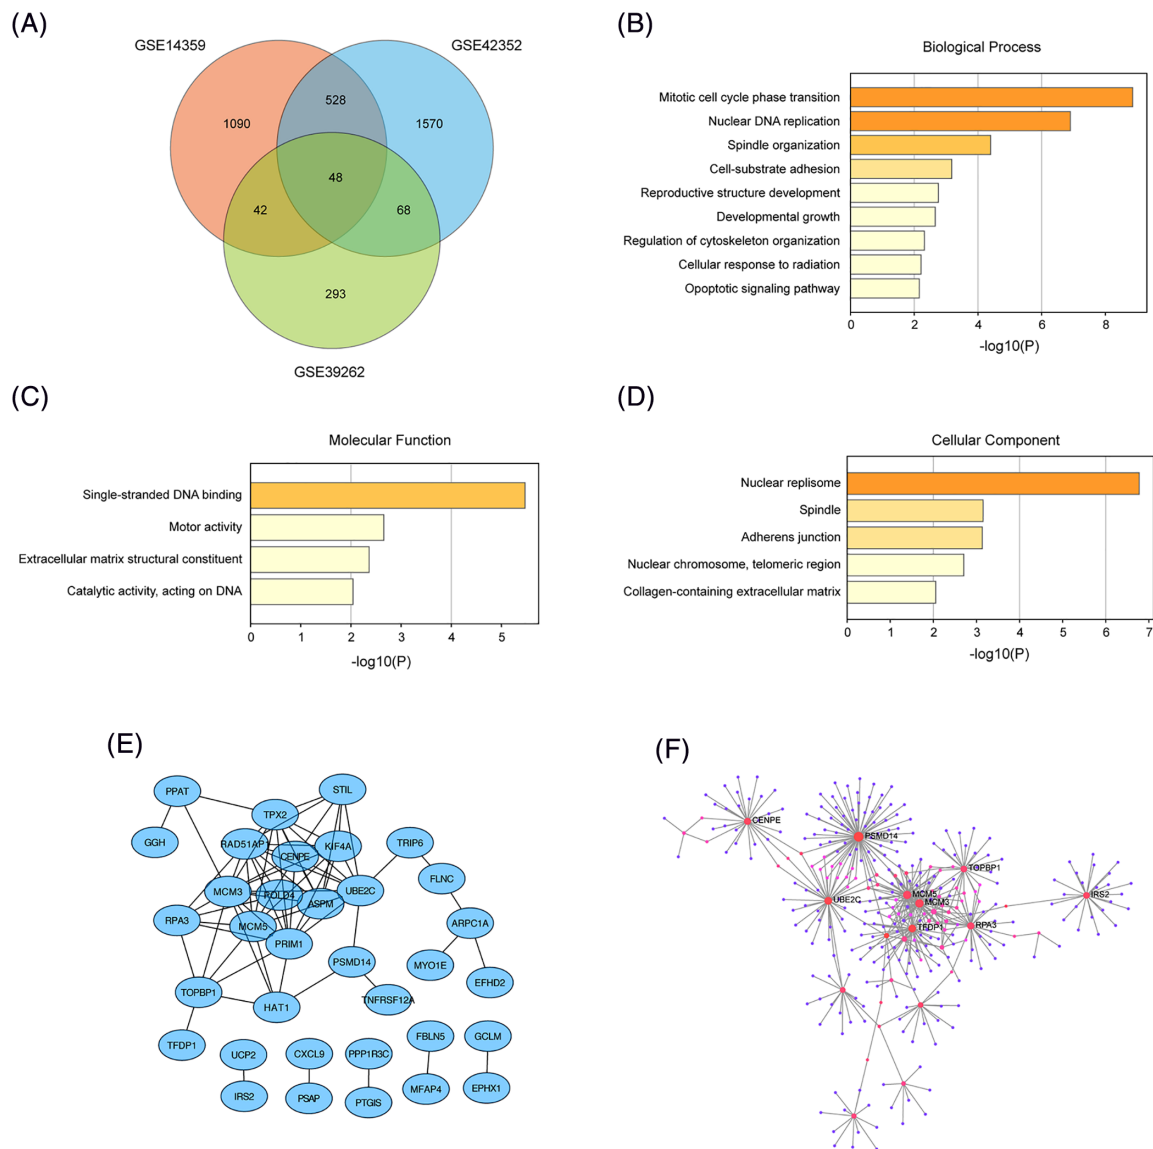 (A)
GSE14359
GSE42352
528
1090
1570
48
42
68
293
GSE39262
(B)
Biological Process
Mitotic cell cycle phase transition
Nuclear DNA replication
Spindle organization
Cell-substrate adhesion
Reproductive structure development
Developmental growth
Regulation of cytoskeleton organization
Cellular response to radiation
Opoptotic signaling pathway
0 2 4 6 8
-log10(P)
(C)
Molecular Function
Single-stranded DNA binding
Motor activity
Extracellular matrix structural constituent
Catalytic activity, acting on DNA
0 1 2 3 4 5
-log10(P)
(D)
Cellular Component
Nuclear replisome
Spindle
Adherens junction
Nuclear chromosome, telomeric region
Collagen-containing extracellular matrix
0 1 2 3 4 5 6 7
-log10(P)
(E)
PPAT
STIL
TPX2
GGH
RAD51AP1
KIF4A
TRIP6
CENPE
FLNC
MCM3
POLD4
UBE2C
ASPM
RPA3
MCM5
ARPC1A
PRIM1
PSMD14
MYO1E
EFHD2
TOPBP1
HAT1
TNFRSF12A
TFDP1
UCP2
CXCL9
PPP1R3C
FBLN5
GCLM
IRS2
PSAP
PTGIS
MFAP4
EPHX1
(F)
CENPE
PSMD14
TOPBP1
MCM5
IRS2
UBE2C
MCM3
TFDP1
RPA3